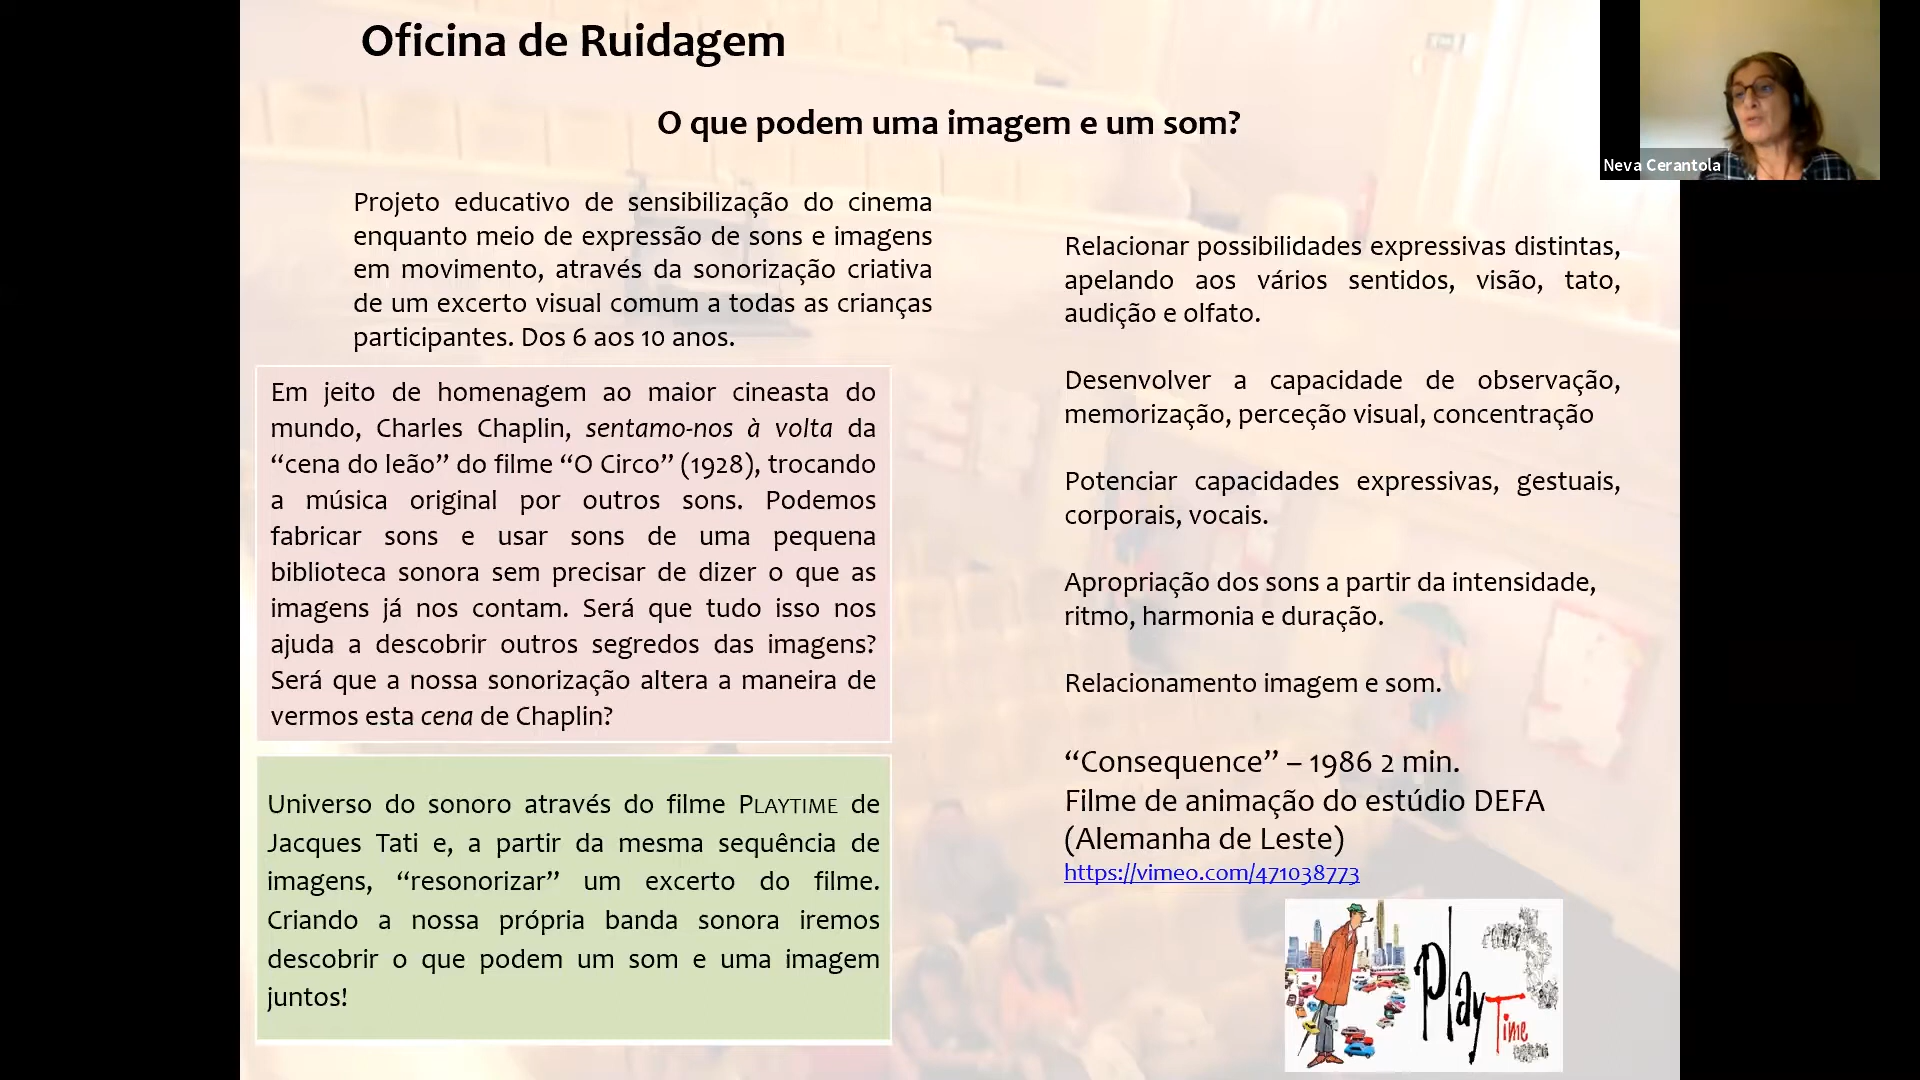 Oficina de Ruidagem
O que podem uma imagem e um som?
Neva Cerantola
Projeto educativo de sensibilização do cinema
enquanto meio de expressão de sons e imagens
em movimento, através da sonorização criativa
de um excerto visual comum a todas as crianças
participantes. Dos 6 aos 10 anos.
Em jeito de homenagem ao maior cineasta do
mundo, Charles Chaplin, sentamo-nos à volta da
“cena do leão” do filme “O Circo” (1928), trocando
a música original por outros sons. Podemos
fabricar sons e usar sons de uma pequena
biblioteca sonora sem precisar de dizer o que as
imagens já nos contam. Será que tudo isso nos
ajuda a descobrir outros segredos das imagens?
Será que a nossa sonorização altera a maneira de
vermos esta cena de Chaplin?
Universo do sonoro através do filme PLAYTIME de
Jacques Tati e, a partir da mesma sequência de
imagens, “resonorizar” um excerto do filme.
Criando a nossa própria banda sonora iremos
descobrir o que podem um som e uma imagem
juntos!
Relacionar possibilidades expressivas distintas,
apelando aos vários sentidos, visão, tato,
audição e olfato.
Desenvolver a capacidade de observação,
memorização, perceção visual, concentração
Potenciar capacidades expressivas, gestuais,
corporais, vocais.
Apropriação dos sons a partir da intensidade,
ritmo, harmonia e duração.
Relacionamento imagem e som.
“Consequence” – 1986 2 min.
Filme de animação do estúdio DEFA
(Alemanha de Leste)
https://vimeo.com/471038773
PlayTime